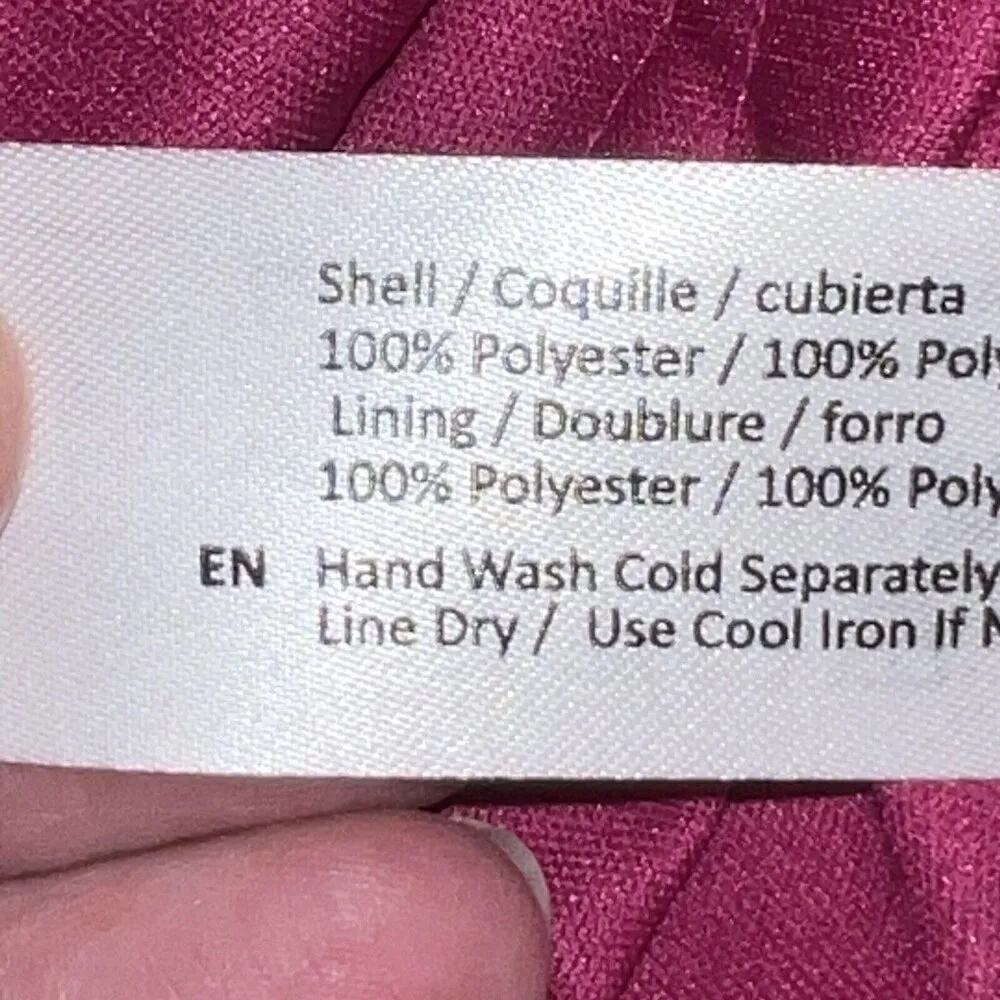 Shell / Coquille / cubierta
100% Polyester / 100% Poly
Lining / Doublure / forro
100% Polyester / 100% Poly
EN Hand Wash Cold Separately
Line Dry / Use Cool Iron If N